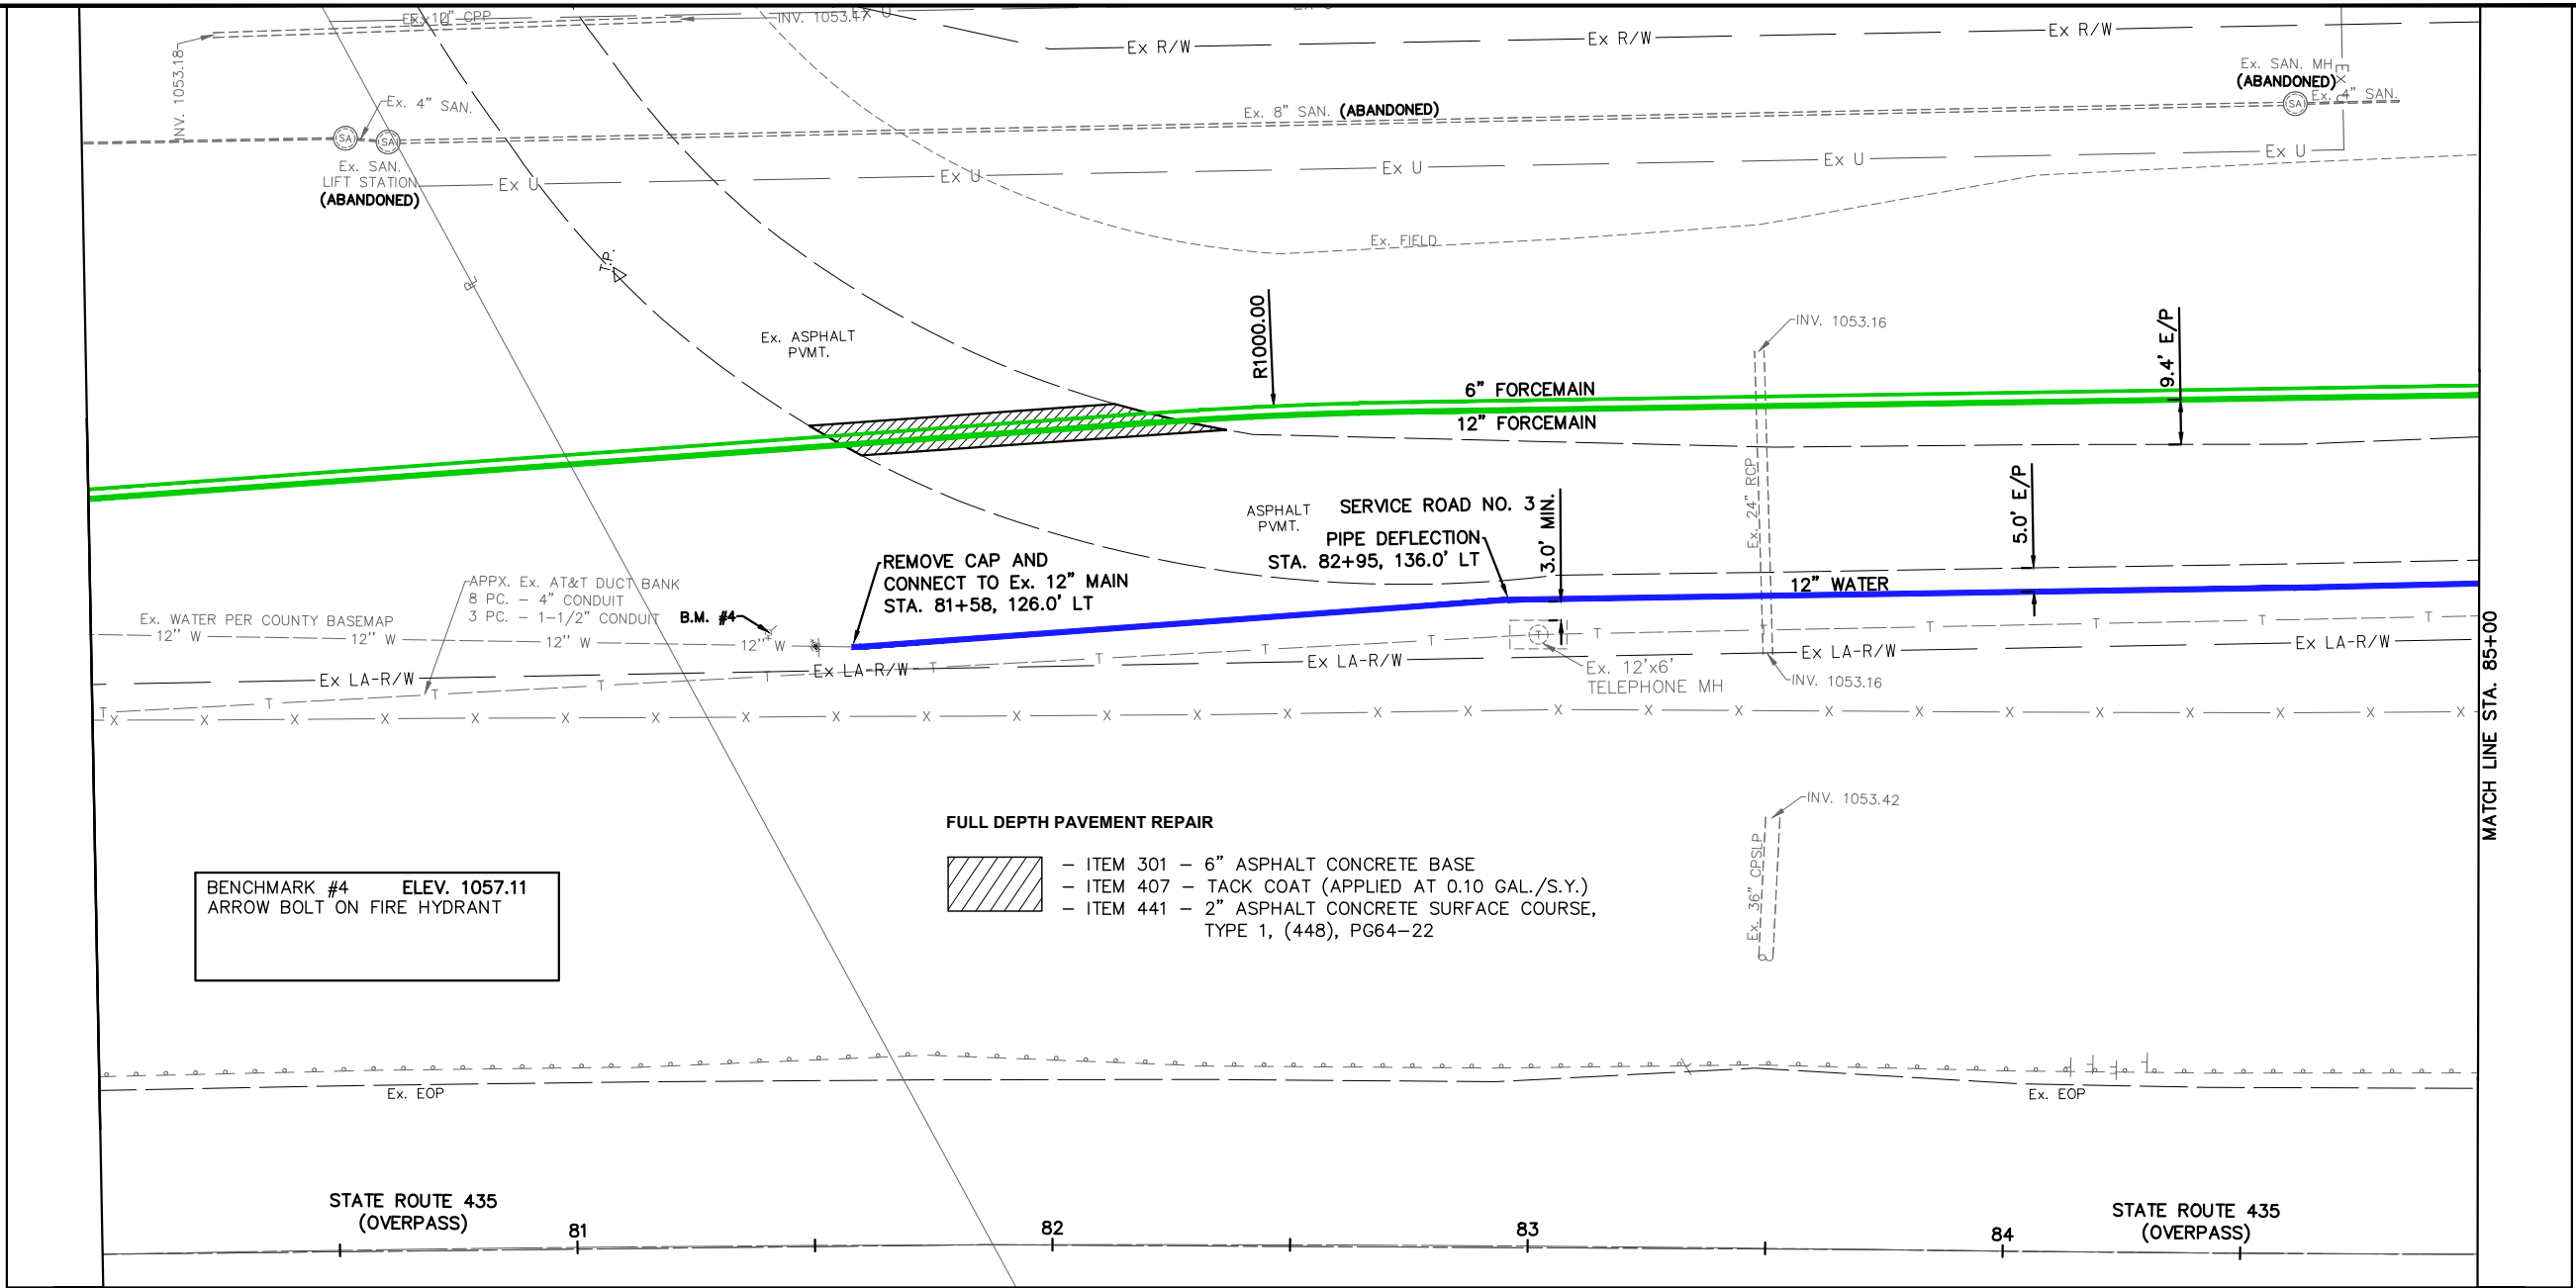 Ex. 12" CPP
INV. 1053.17
Ex U
Ex U
INV. 1053.18
Ex R/W
Ex R/W
Ex R/W
Ex. 4" SAN.
SA
SA
Ex. SAN.
LIFT STATION
(ABANDONED)
Ex. 8" SAN. (ABANDONED)
Ex. SAN. MH
(ABANDONED)
SA
Ex. 4" SAN.
Ex U
Ex U
Ex U
Ex U
Ex U
Ex. FIELD
T.P.
Ex. ASPHALT
PVMT.
R1000.00
INV. 1053.16
9.4' E/P
6" FORCEMAIN
12" FORCEMAIN
Ex. 24" RCP
5.0' E/P
ASPHALT
PVMT.
SERVICE ROAD NO. 3
3.0' MIN.
PIPE DEFLECTION
STA. 82+95, 136.0' LT
REMOVE CAP AND
CONNECT TO Ex. 12" MAIN
STA. 81+58, 126.0' LT
12" WATER
APPX. Ex. AT&T DUCT BANK
8 PC. - 4" CONDUIT
3 PC. - 1-1/2" CONDUIT
B.M. #4
Ex. WATER PER COUNTY BASEMAP
12" W
12" W
12" W
12" W
Ex LA-R/W
Ex LA-R/W
Ex LA-R/W
Ex LA-R/W
Ex LA-R/W
T T T T T T T T T T T T T T T
Ex. 12'x6'
TELEPHONE MH
INV. 1053.16
X X X X X X X X X X X X X X X X X X X X X X X X X X X
MATCH LINE STA. 85+00
INV. 1053.42
Ex. 36" CPSLP
FULL DEPTH PAVEMENT REPAIR
- ITEM 301 - 6" ASPHALT CONCRETE BASE
- ITEM 407 - TACK COAT (APPLIED AT 0.10 GAL./S.Y.)
- ITEM 441 - 2" ASPHALT CONCRETE SURFACE COURSE,
TYPE 1, (448), PG64-22
BENCHMARK #4 ELEV. 1057.11
ARROW BOLT ON FIRE HYDRANT
Ex. EOP
Ex. EOP
STATE ROUTE 435
(OVERPASS)
81
82
83
84
STATE ROUTE 435
(OVERPASS)